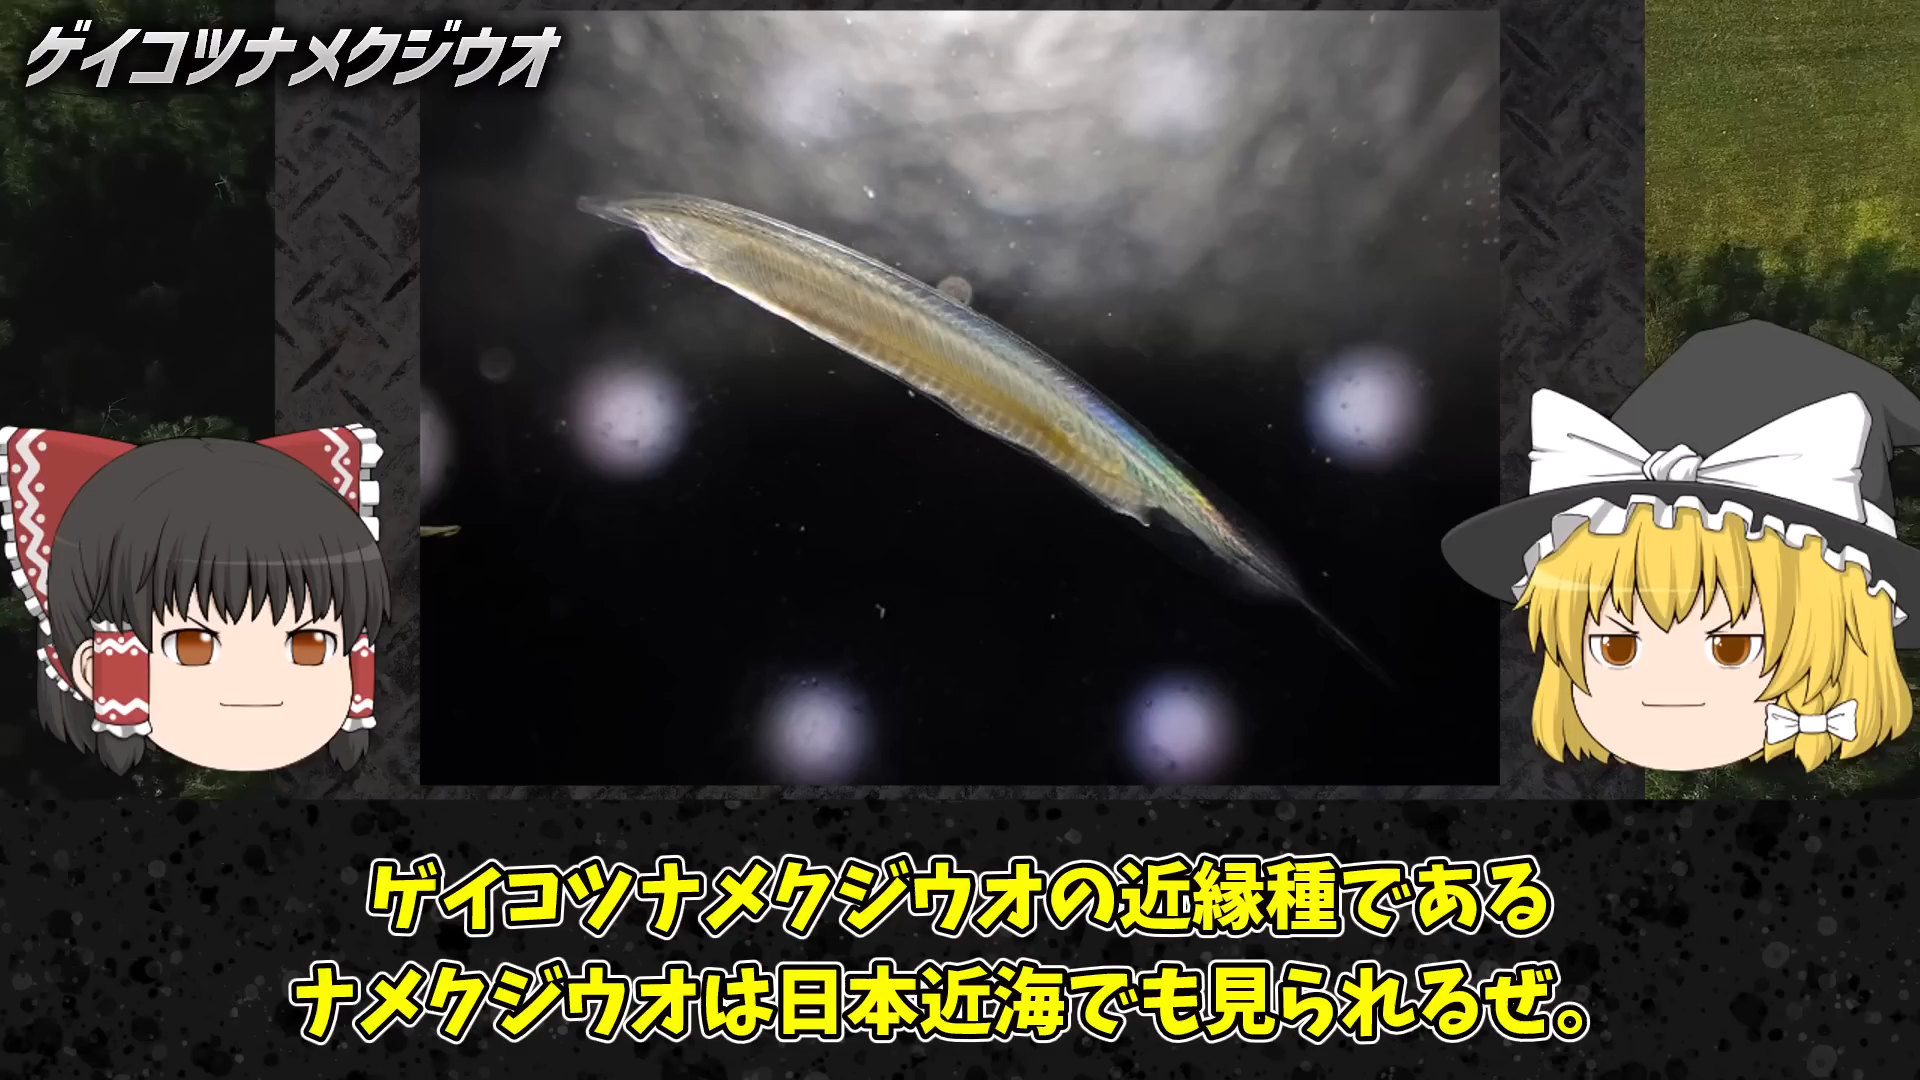 ゲイコツナメクジウオ
ゲイコツナメクジウオの近縁種である
ナメクジウオは日本近海でも見られるぜ。